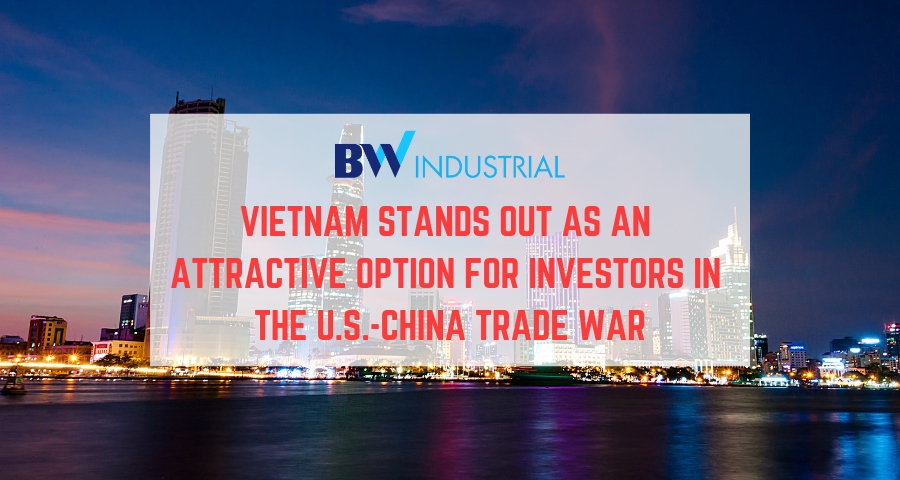 BW INDUSTRIAL
VIETNAM STANDS OUT AS AN
ATTRACTIVE OPTION FOR INVESTORS IN
THE U.S.-CHINA TRADE WAR